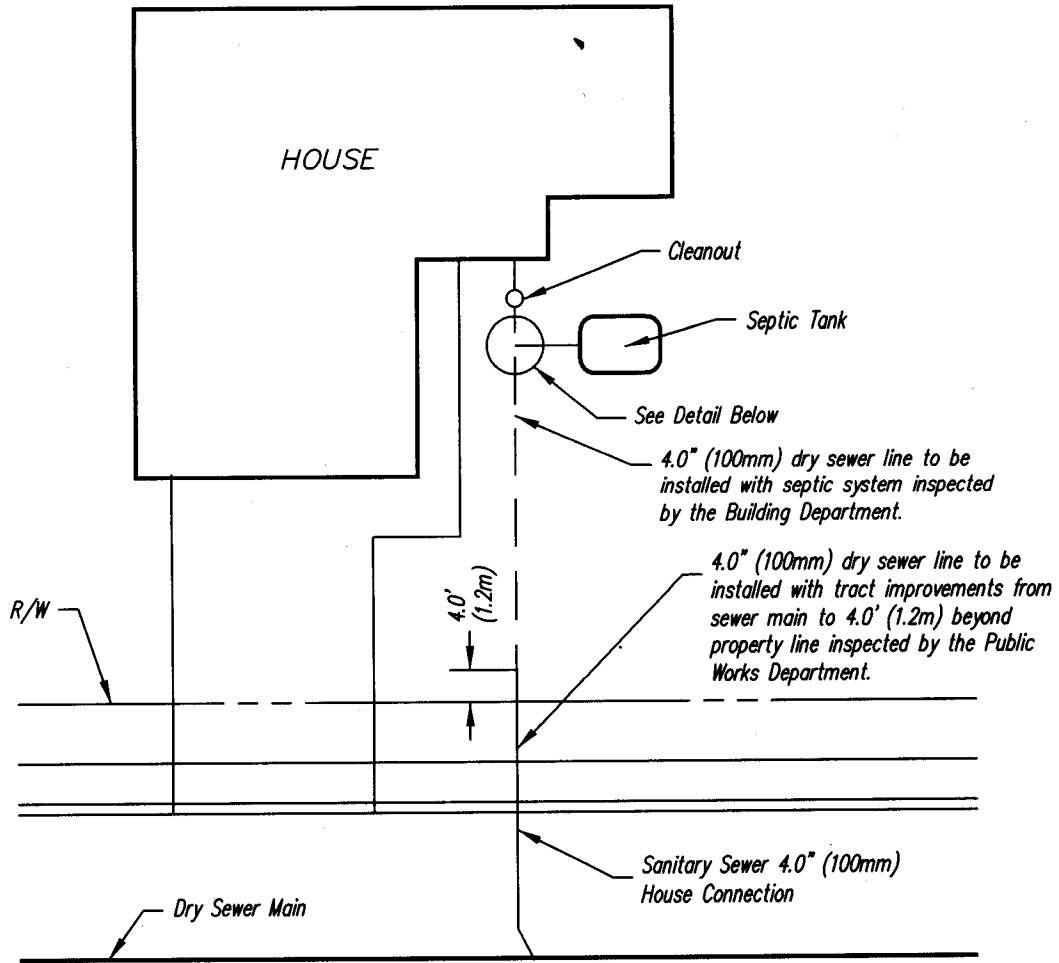 HOUSE
Cleanout
Septic Tank
See Detail Below
4.0" (100mm) dry sewer line to be
installed with septic system inspected
by the Building Department.
4.0" (100mm) dry sewer line to be
installed with tract improvements from
sewer main to 4.0' (1.2m) beyond
property line inspected by the Public
Works Department.
4.0'
(1.2m)
R/W
Sanitary Sewer 4.0" (100mm)
House Connection
Dry Sewer Main